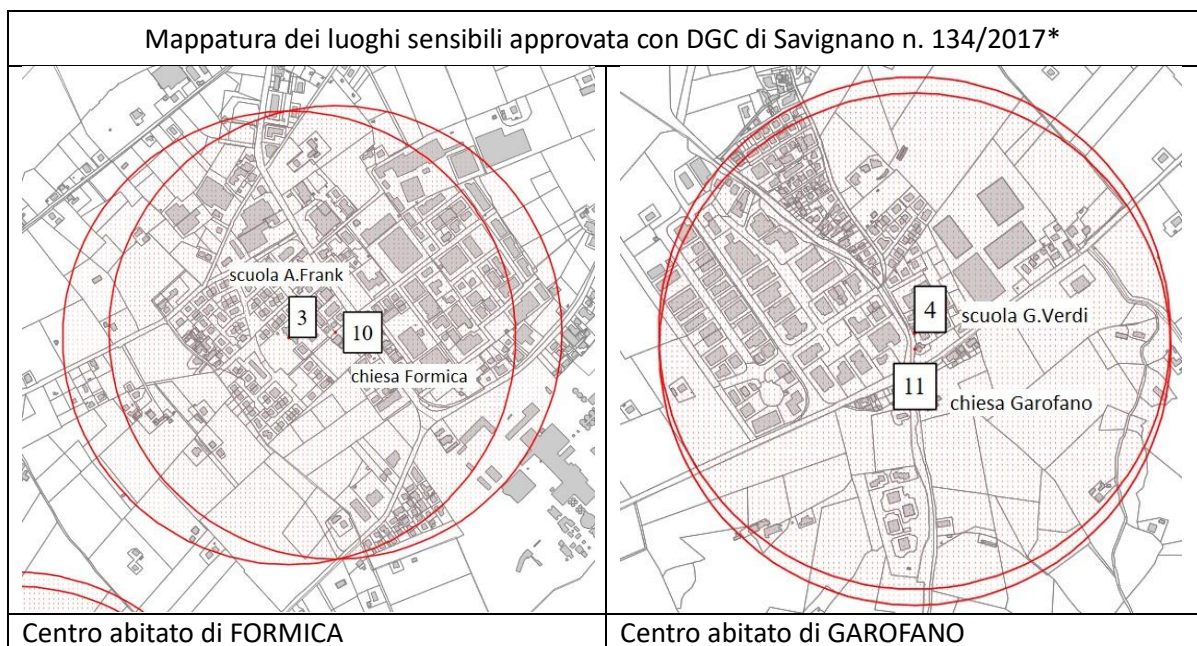 Mappatura dei luoghi sensibili approvata con DGC di Savignano n. 134/2017*
scuola A.Frank
3
10
chiesa Formica
4
scuola G.Verdi
11
chiesa Garofano
Centro abitato di FORMICA
Centro abitato di GAROFANO